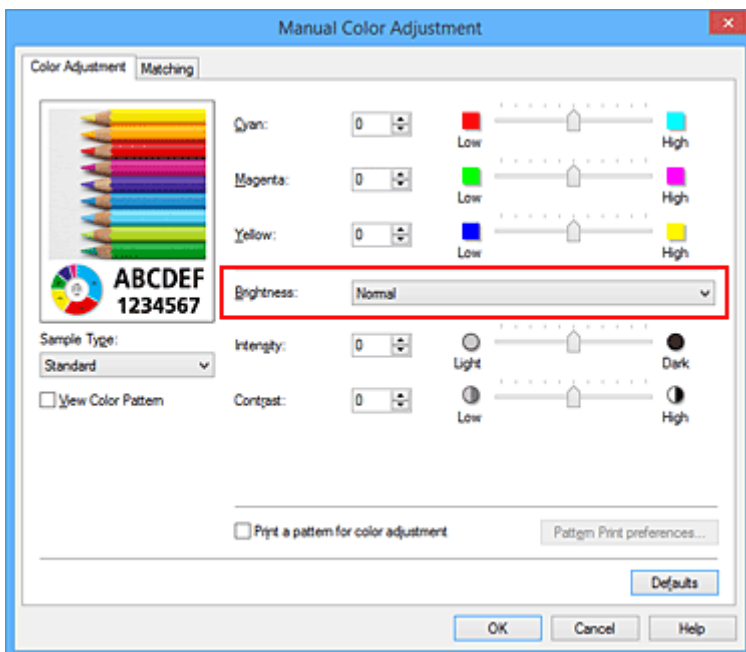 Manual Color Adjustment
Color Adjustment
Matching
ABCDEF
1234567
Sample Type:
Standard
View Color Pattern
Cyan:
0
Low
High
Magenta:
0
Low
High
Yellow:
0
Low
High
Brightness:
Normal
Intensity:
0
Light
Dark
Contrast:
0
Low
High
Print a pattern for color adjustment
Pattern Print preferences...
Defaults
OK
Cancel
Help